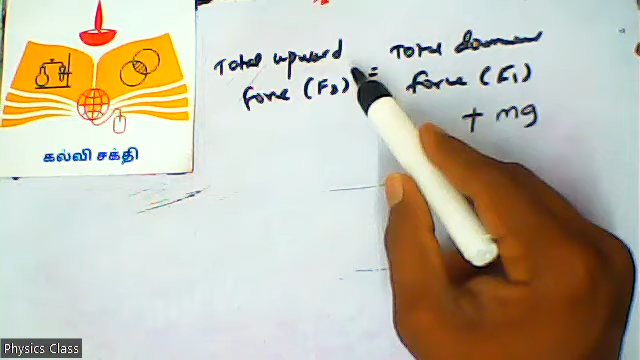 Total upward = Total downward
force (F₂) force (F₁)
+ mg
கல்வி சக்தி
Physics Class